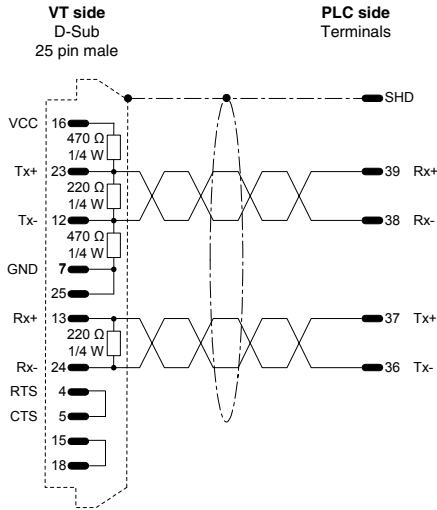 VT side
D-Sub
25 pin male
PLC side
Terminals
SHD
VCC 16
470 Ω
1/4 W
Tx+ 23
39 Rx+
220 Ω
1/4 W
Tx- 12
38 Rx-
470 Ω
1/4 W
GND 7
25
Rx+ 13
37 Tx+
220 Ω
1/4 W
Rx- 24
36 Tx-
RTS 4
CTS 5
15
18